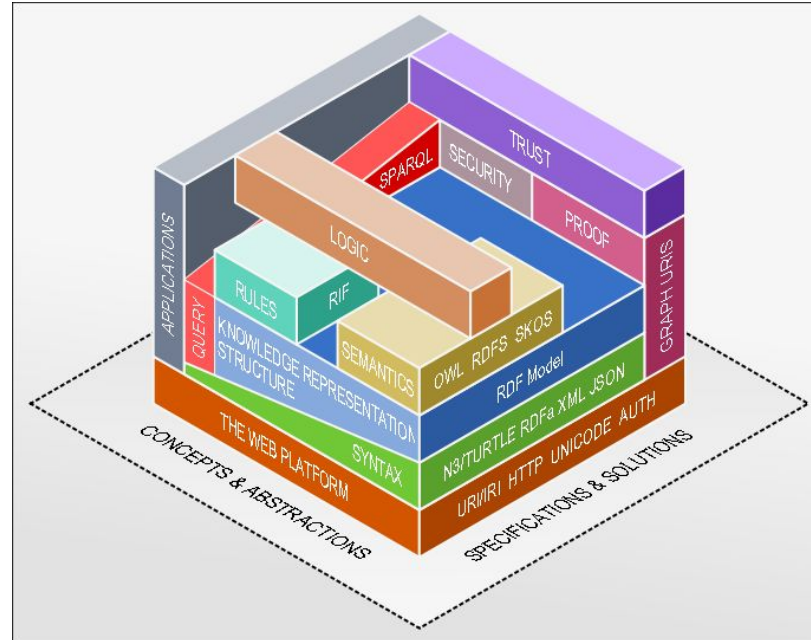 TRUST
SPARQL
SECURITY
PROOF
LOGIC
APPLICATIONS
QUERY
RULES
RIF
GRAPH URIS
KNOWLEDGE REPRESENTATION
STRUCTURE
SEMANTICS
OWL RDFS SKOS
RDF Model
SYNTAX
N3/TURTLE RDFa XML JSON
THE WEB PLATFORM
URI/IRI HTTP UNICODE AUTH
CONCEPTS & ABSTRACTIONS
SPECIFICATIONS & SOLUTIONS